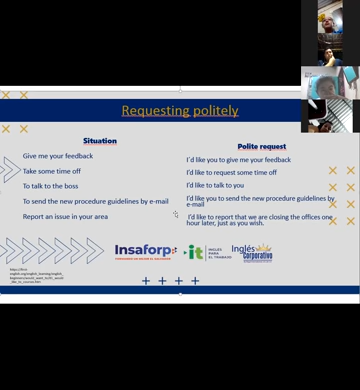 Requesting politely
Situation
Give me your feedback
Take some time off
To talk to the boss
To send the new procedure guidelines by e-mail
Report an issue in your area
Polite request
I'd like you to give me your feedback
I'd like to request some time off
I'd like to talk to you
I'd like you to send the new procedure guidelines by
e-mail
I'd like to report that we are closing the offices one
hour later, just as you wish.
Insaforp
it
INGLÉS
PARA
EL TRABAJO
Inglés
Corporativo